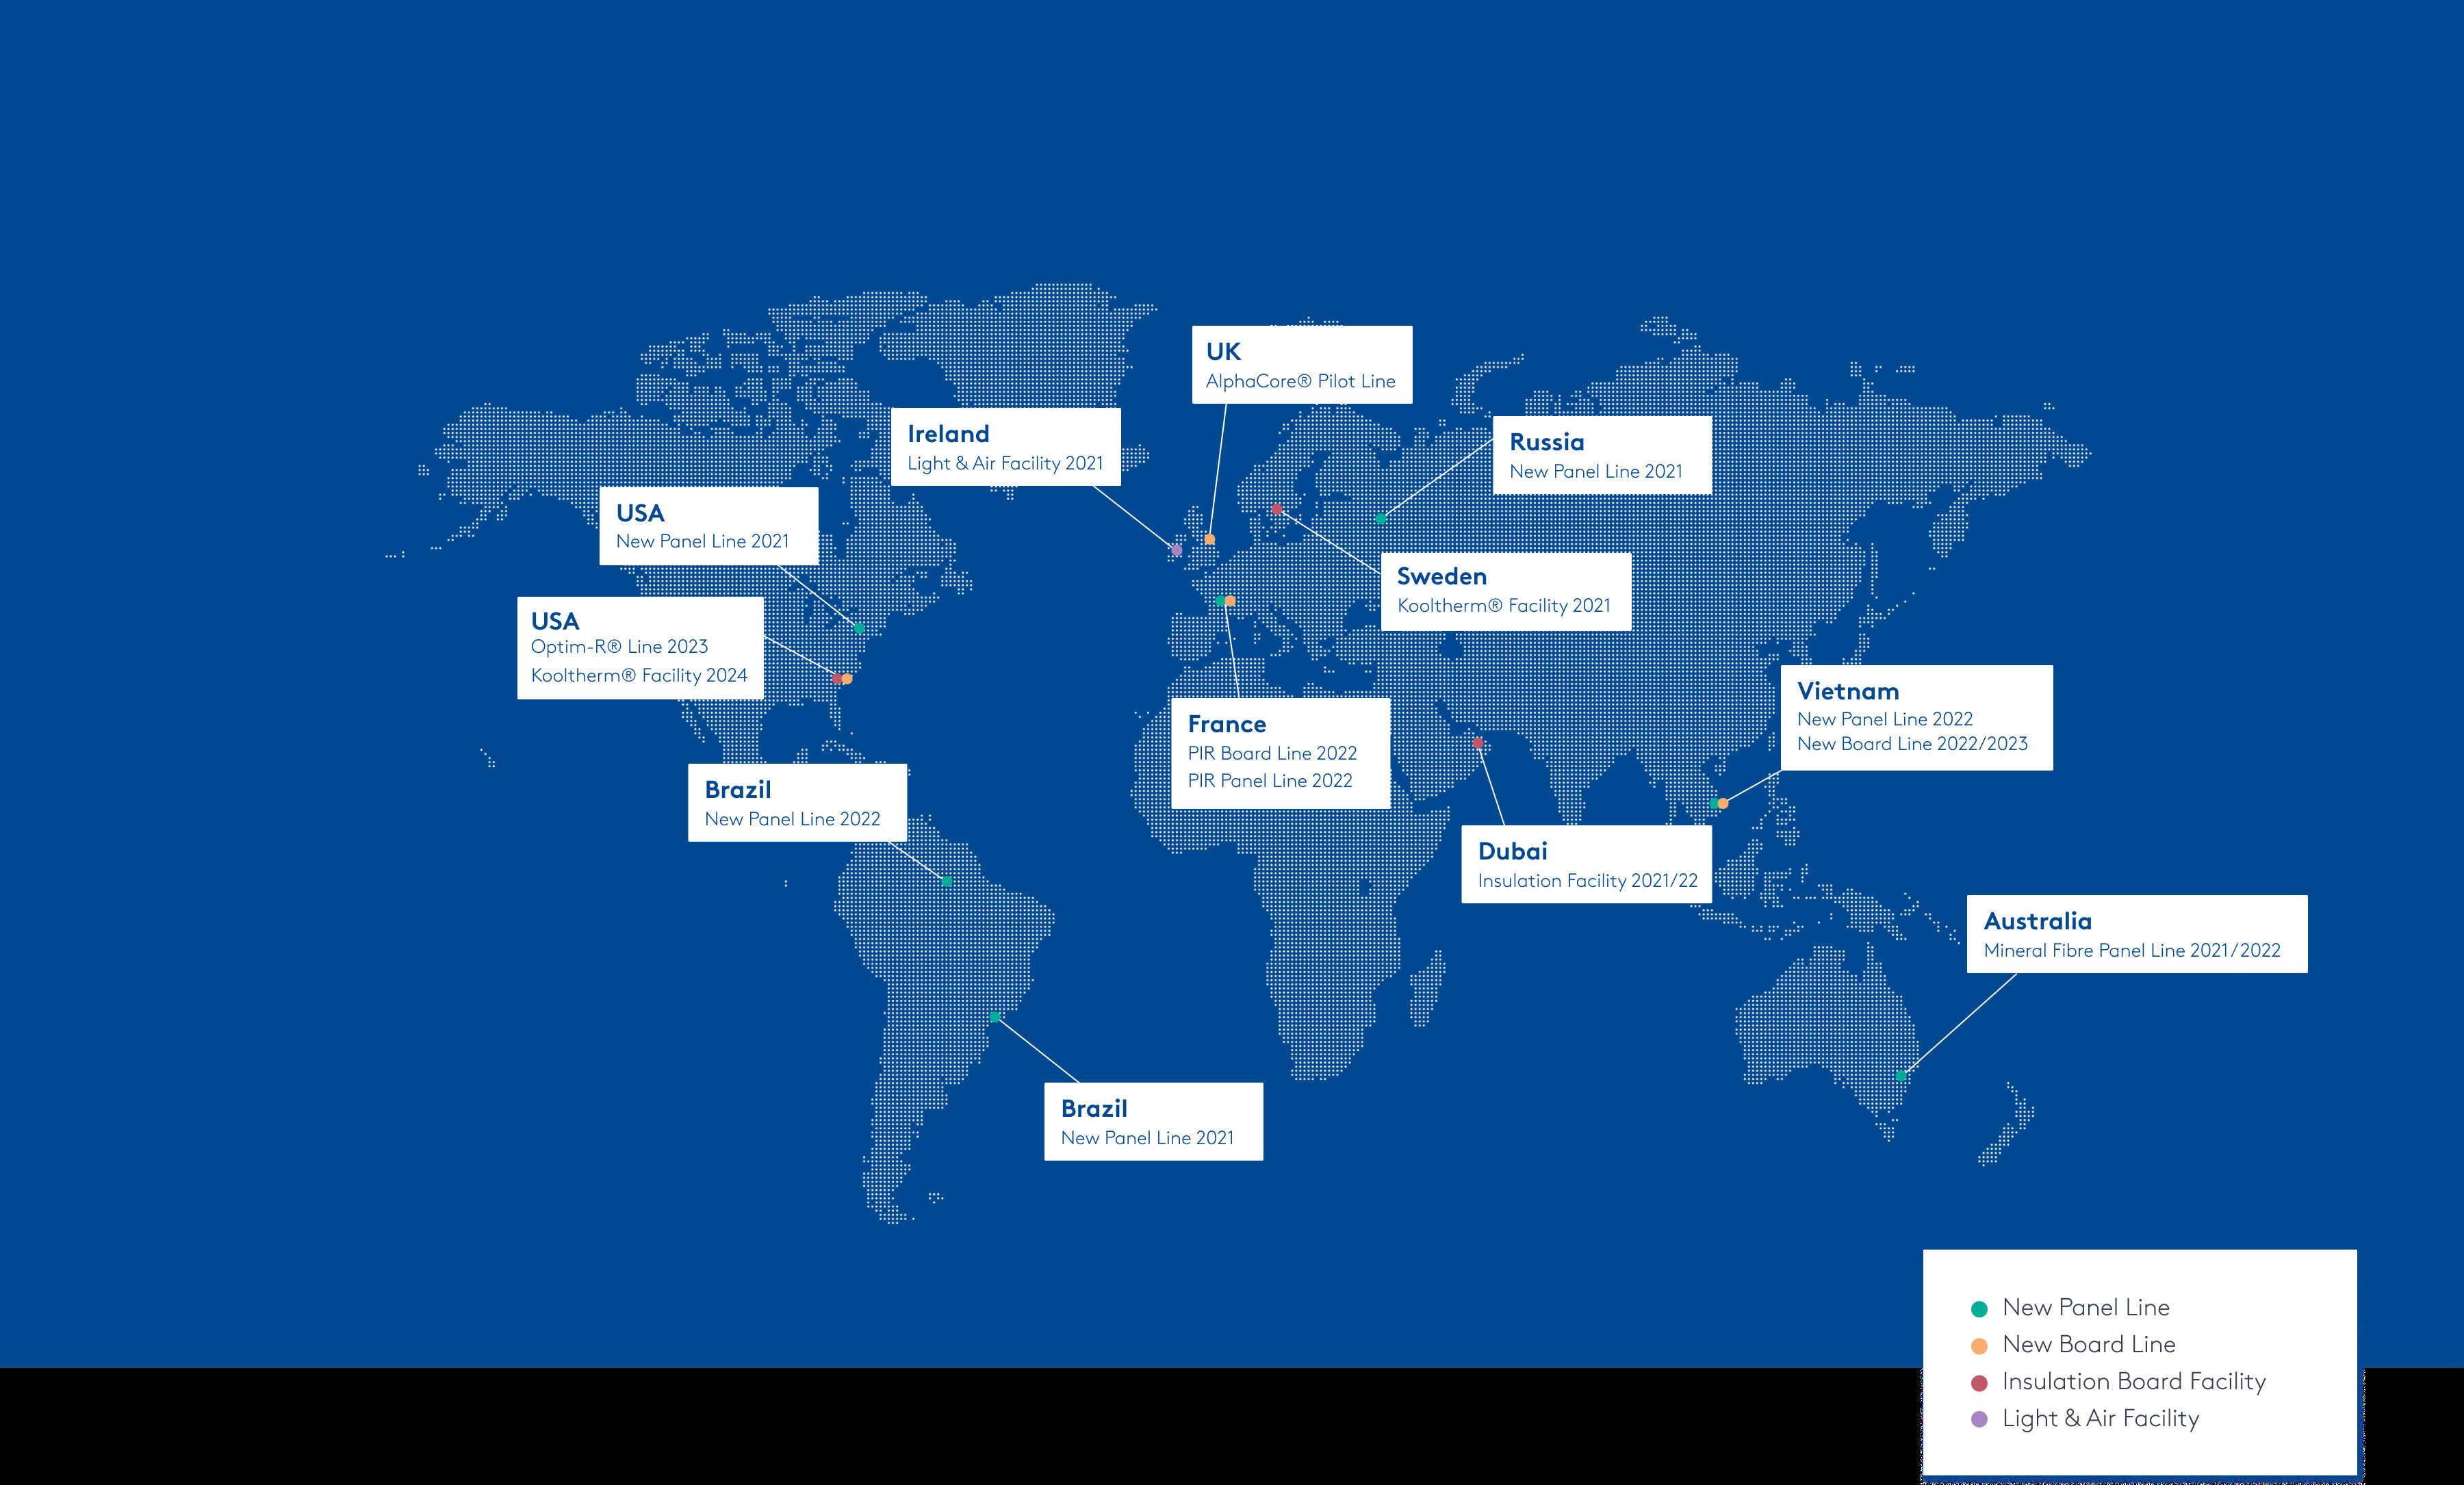 UK
AlphaCore® Pilot Line
Ireland
Light & Air Facility 2021
Russia
New Panel Line 2021
USA
New Panel Line 2021
Sweden
Kooltherm® Facility 2021
USA
Optim-R® Line 2023
Kooltherm® Facility 2024
Vietnam
New Panel Line 2022
New Board Line 2022/2023
France
PIR Board Line 2022
PIR Panel Line 2022
Brazil
New Panel Line 2022
Dubai
Insulation Facility 2021/22
Australia
Mineral Fibre Panel Line 2021/2022
Brazil
New Panel Line 2021
New Panel Line
New Board Line
Insulation Board Facility
Light & Air Facility